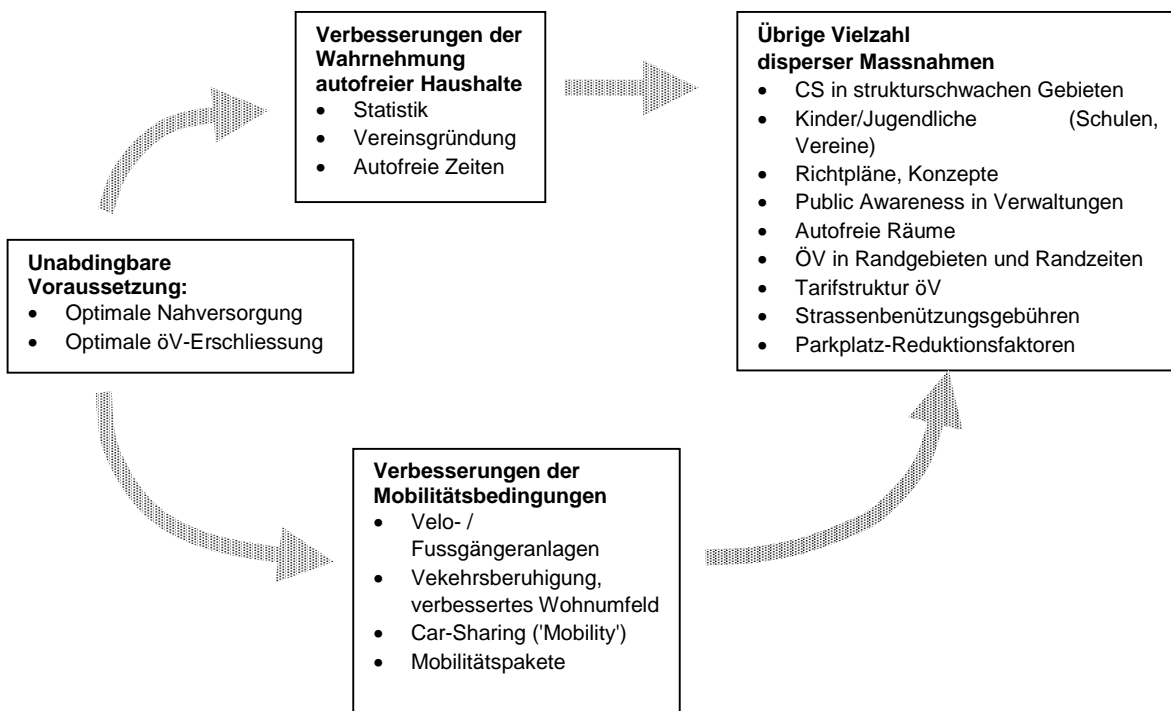 Verbesserungen der
Wahrnehmung
autofreier Haushalte
• Statistik
• Vereinsgründung
• Autofreie Zeiten
Übrige Vielzahl
disperser Massnahmen
• CS in strukturschwachen Gebieten
• Kinder/Jugendliche (Schulen,
Vereine)
• Richtpläne, Konzepte
• Public Awareness in Verwaltungen
• Autofreie Räume
• ÖV in Randgebieten und Randzeiten
• Tarifstruktur öV
• Strassenbenützungsgebühren
• Parkplatz-Reduktionsfaktoren
Unabdingbare
Voraussetzung:
• Optimale Nahversorgung
• Optimale öV-Erschliessung
Verbesserungen der
Mobilitätsbedingungen
• Velo- /
Fussgängeranlagen
• Vekehrsberuhigung,
verbessertes Wohnumfeld
• Car-Sharing ('Mobility')
• Mobilitätspakete